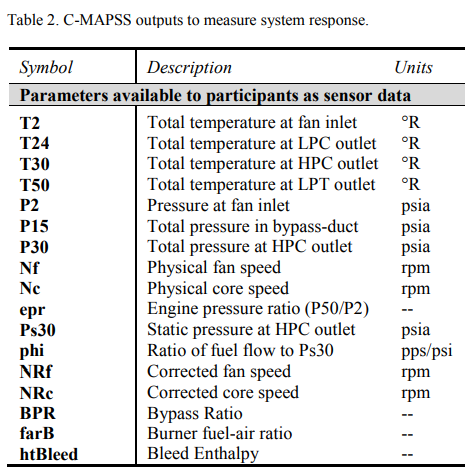 Table 2. C-MAPSS outputs to measure system response.
Symbol Description Units
Parameters available to participants as sensor data
T2 Total temperature at fan inlet °R
T24 Total temperature at LPC outlet °R
T30 Total temperature at HPC outlet °R
T50 Total temperature at LPT outlet °R
P2 Pressure at fan inlet psia
P15 Total pressure in bypass-duct psia
P30 Total pressure at HPC outlet psia
Nf Physical fan speed rpm
Nc Physical core speed rpm
epr Engine pressure ratio (P50/P2) --
Ps30 Static pressure at HPC outlet psia
phi Ratio of fuel flow to Ps30 pps/psi
NRf Corrected fan speed rpm
NRc Corrected core speed rpm
BPR Bypass Ratio --
farB Burner fuel-air ratio --
htBleed Bleed Enthalpy --